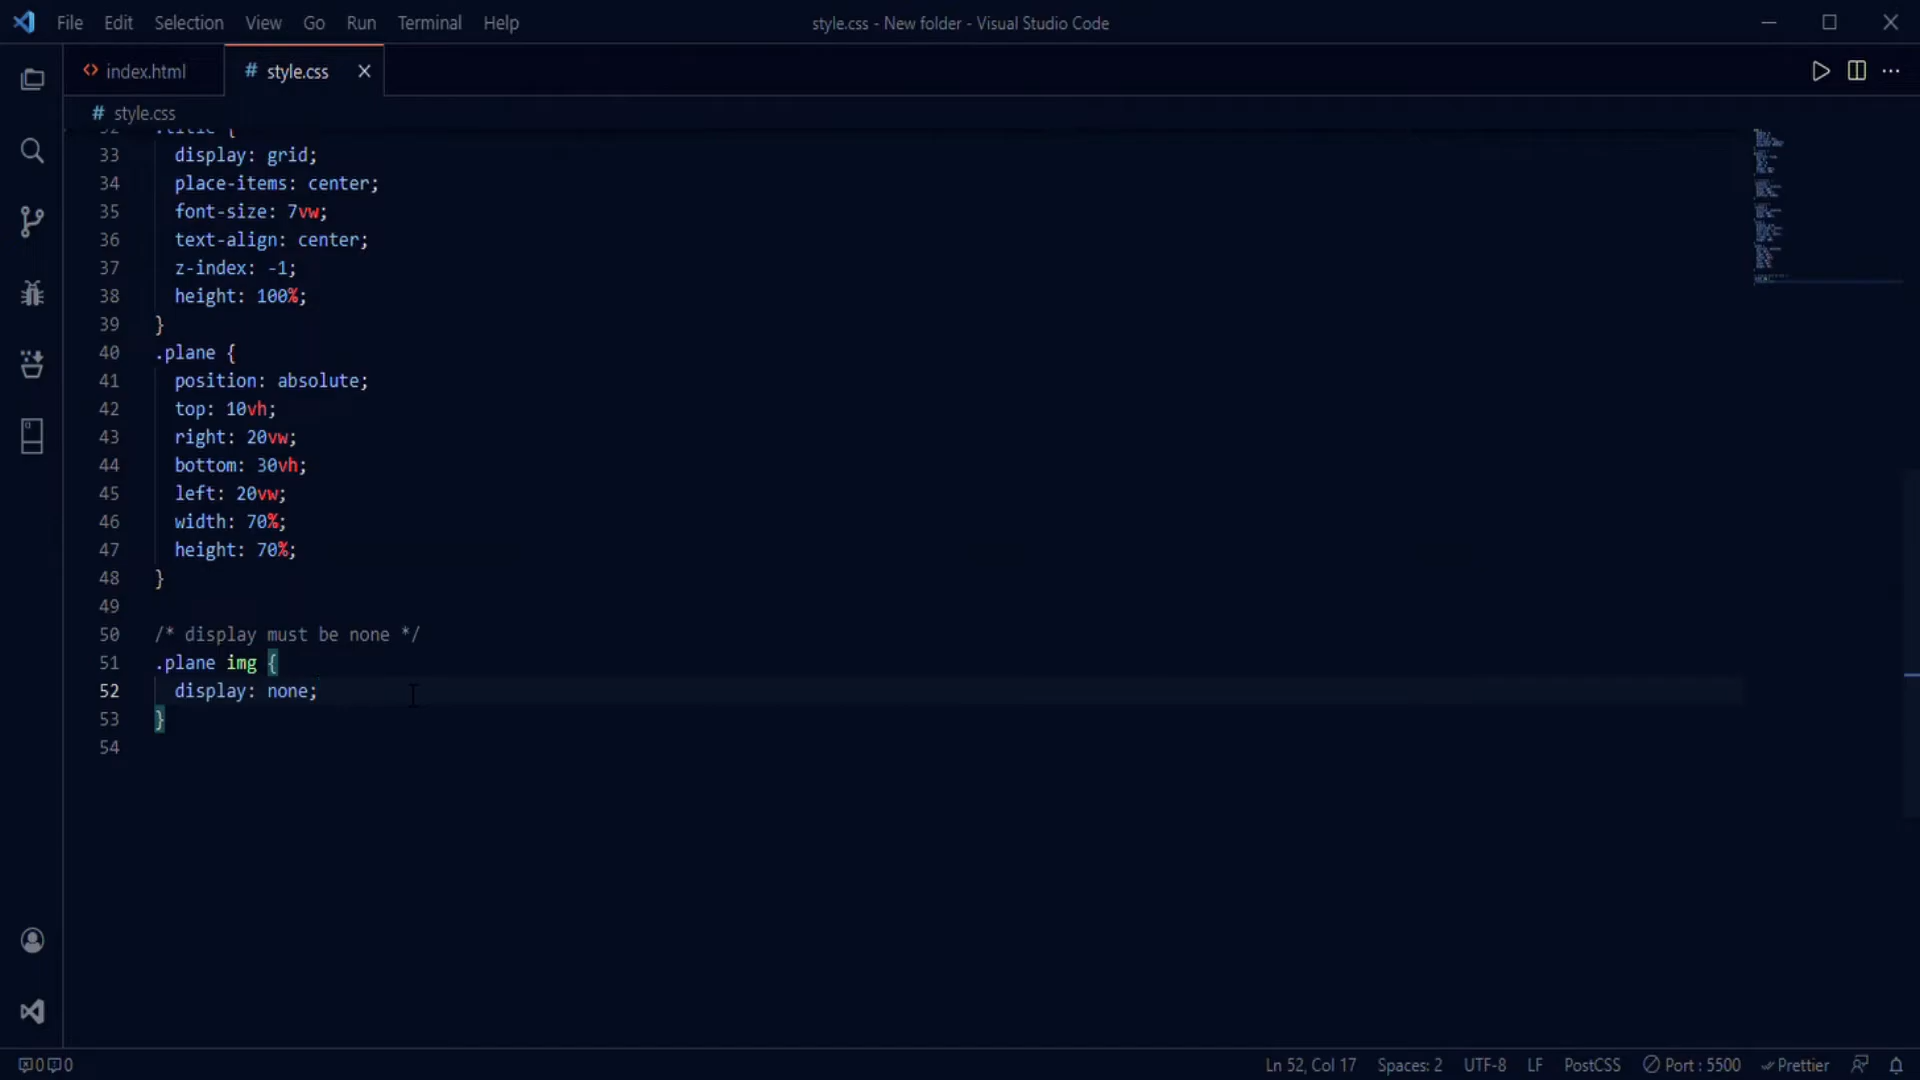 File Edit Selection View Go Run Terminal Help
style.css - New folder - Visual Studio Code
index.html
# style.css
# style.css
32 .title {
33 display: grid;
34 place-items: center;
35 font-size: 7vw;
36 text-align: center;
37 z-index: -1;
38 height: 100%;
39 }
40 .plane {
41 position: absolute;
42 top: 10vh;
43 right: 20vw;
44 bottom: 30vh;
45 left: 20vw;
46 width: 70%;
47 height: 70%;
48 }
49
50 /* display must be none */
51 .plane img {
52 display: none;
53 }
54
0 0
Ln 52, Col 17 Spaces: 2 UTF-8 LF PostCSS Port : 5500 Prettier